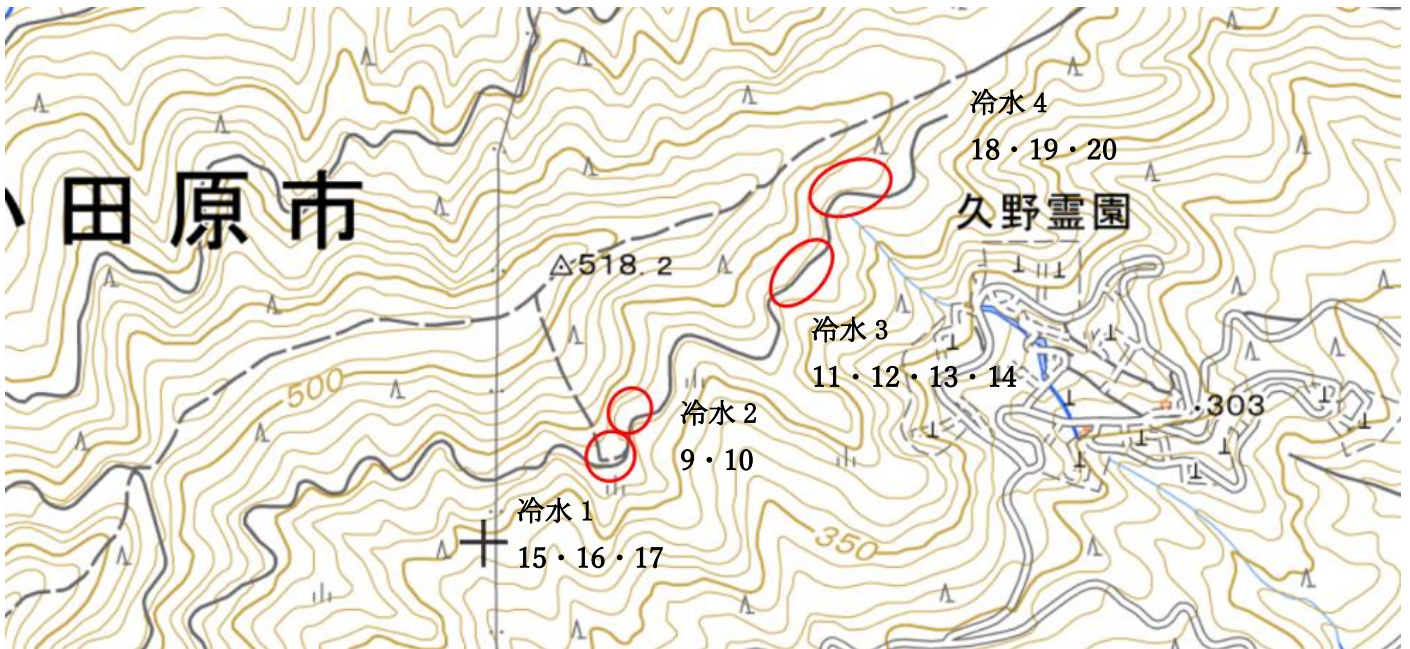 冷水 4
18・19・20
小田原市
久野霊園
518.2
冷水 3
11・12・13・14
500
303
冷水 2
9・10
冷水 1
15・16・17
350